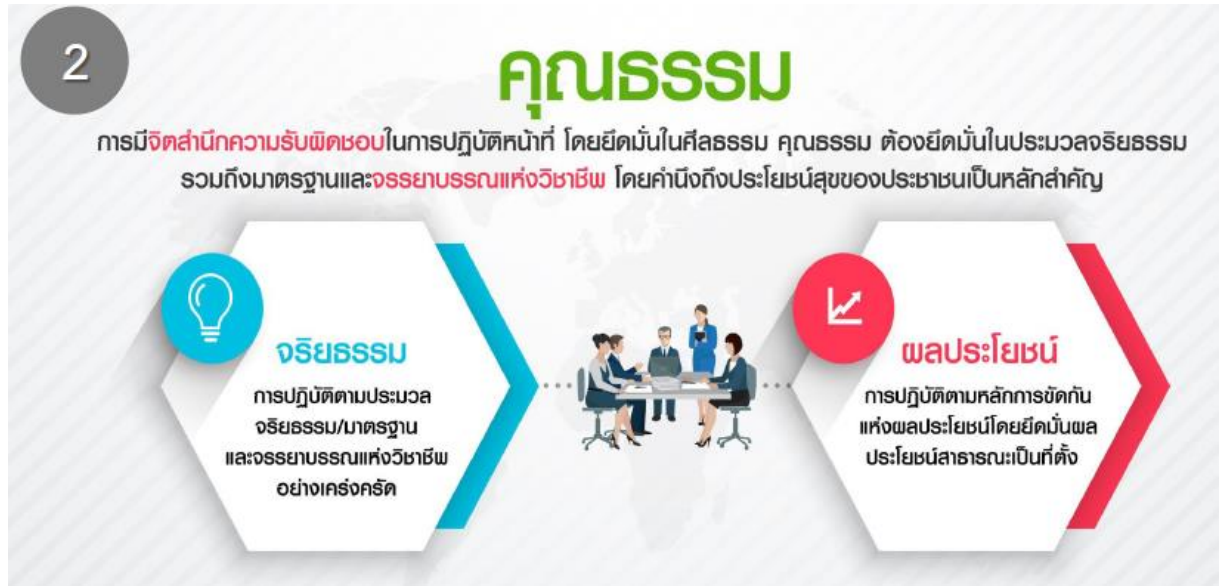 2
คุณธรรม
การมีจิตสำนึกความรับผิดชอบในการปฏิบัติหน้าที่ โดยยึดมั่นในศีลธรรม คุณธรรม ต้องยึดมั่นในประมวลจริยธรรม
รวมถึงมาตรฐานและจรรยาบรรณแห่งวิชาชีพ โดยคำนึงถึงประโยชน์สุขของประชาชนเป็นหลักสำคัญ
จริยธรรม
การปฏิบัติตามประมวล
จริยธรรม/มาตรฐาน
และจรรยาบรรณแห่งวิชาชีพ
อย่างเคร่งครัด
ผลประโยชน์
การปฏิบัติตามหลักการขัดกัน
แห่งผลประโยชน์โดยยึดมั่นผล
ประโยชน์สาธารณะเป็นที่ตั้ง